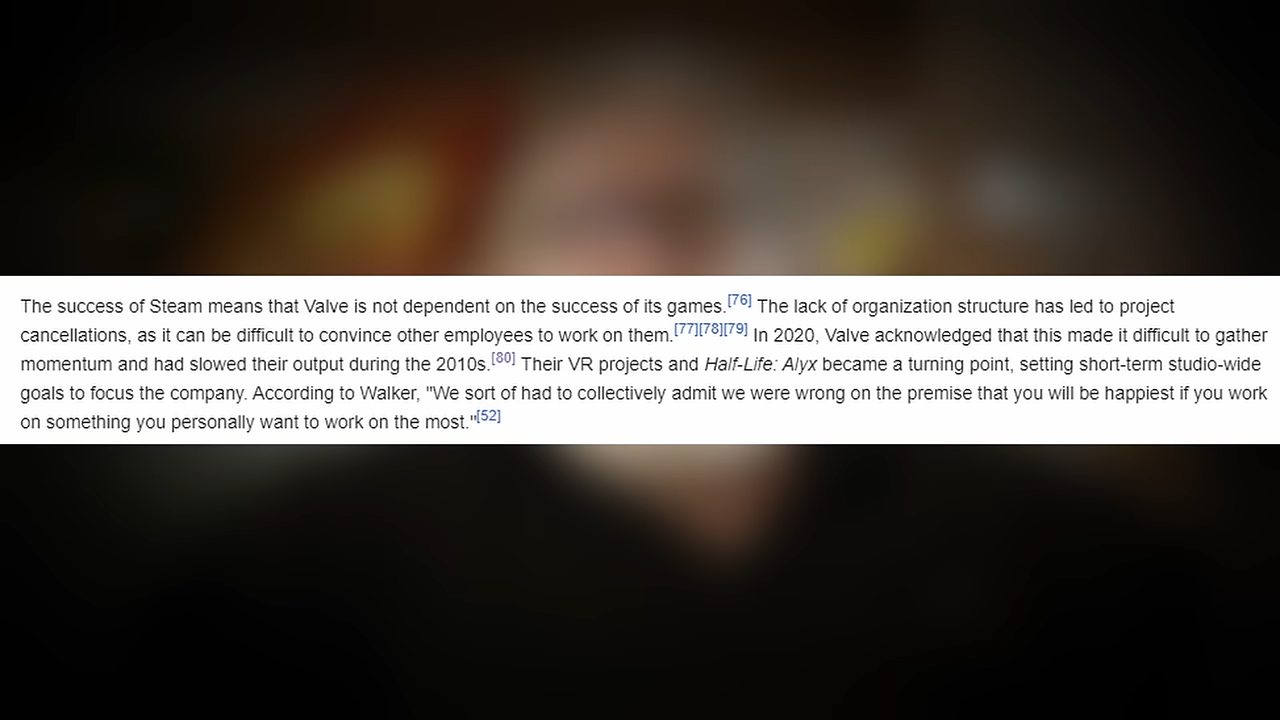 The success of Steam means that Valve is not dependent on the success of its games.[76] The lack of organization structure has led to project
cancellations, as it can be difficult to convince other employees to work on them.[77][78][79] In 2020, Valve acknowledged that this made it difficult to gather
momentum and had slowed their output during the 2010s.[80] Their VR projects and Half-Life: Alyx became a turning point, setting short-term studio-wide
goals to focus the company. According to Walker, "We sort of had to collectively admit we were wrong on the premise that you will be happiest if you work
on something you personally want to work on the most."[52]